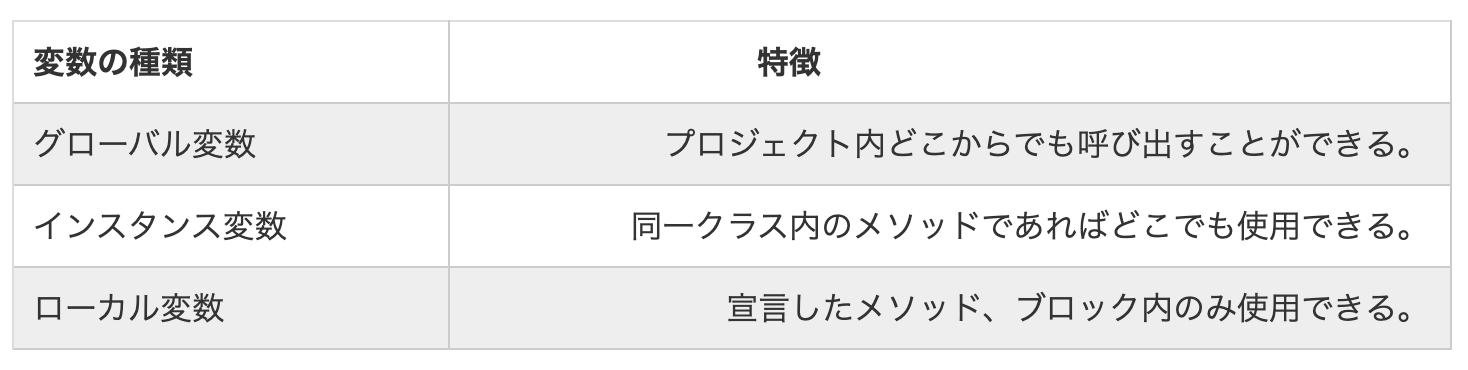 変数の種類 特徴
グローバル変数 プロジェクト内どこからでも呼び出すことができる。
インスタンス変数 同一クラス内のメソッドであればどこでも使用できる。
ローカル変数 宣言したメソッド、ブロック内のみ使用できる。